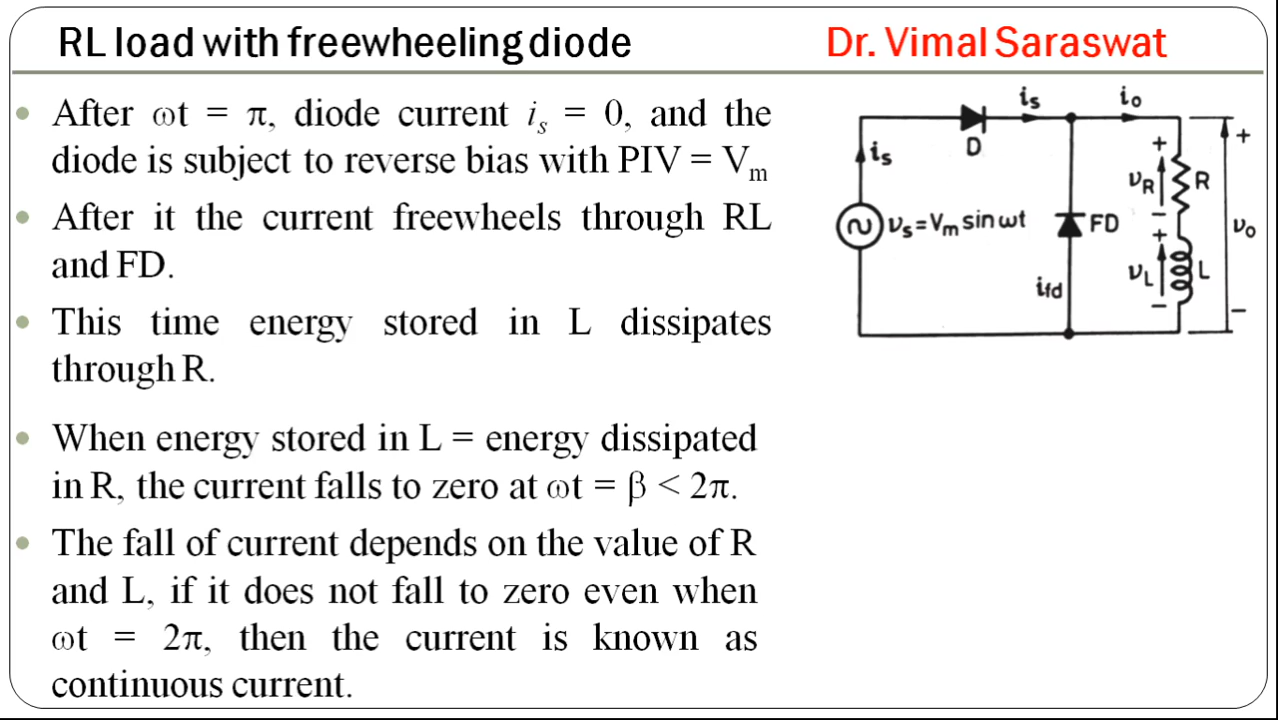 RL load with freewheeling diode
Dr. Vimal Saraswat
• After ωt = π, diode current is = 0, and the
diode is subject to reverse bias with PIV = Vm
• After it the current freewheels through RL
and FD.
• This time energy stored in L dissipates
through R.
• When energy stored in L = energy dissipated
in R, the current falls to zero at ωt = β < 2π.
• The fall of current depends on the value of R
and L, if it does not fall to zero even when
ωt = 2π, then the current is known as
continuous current.
is
io
is
D
+
+
νR
R
νs=Vm sin ωt
FD
−
+
νo
νL
L
ifd
−
−